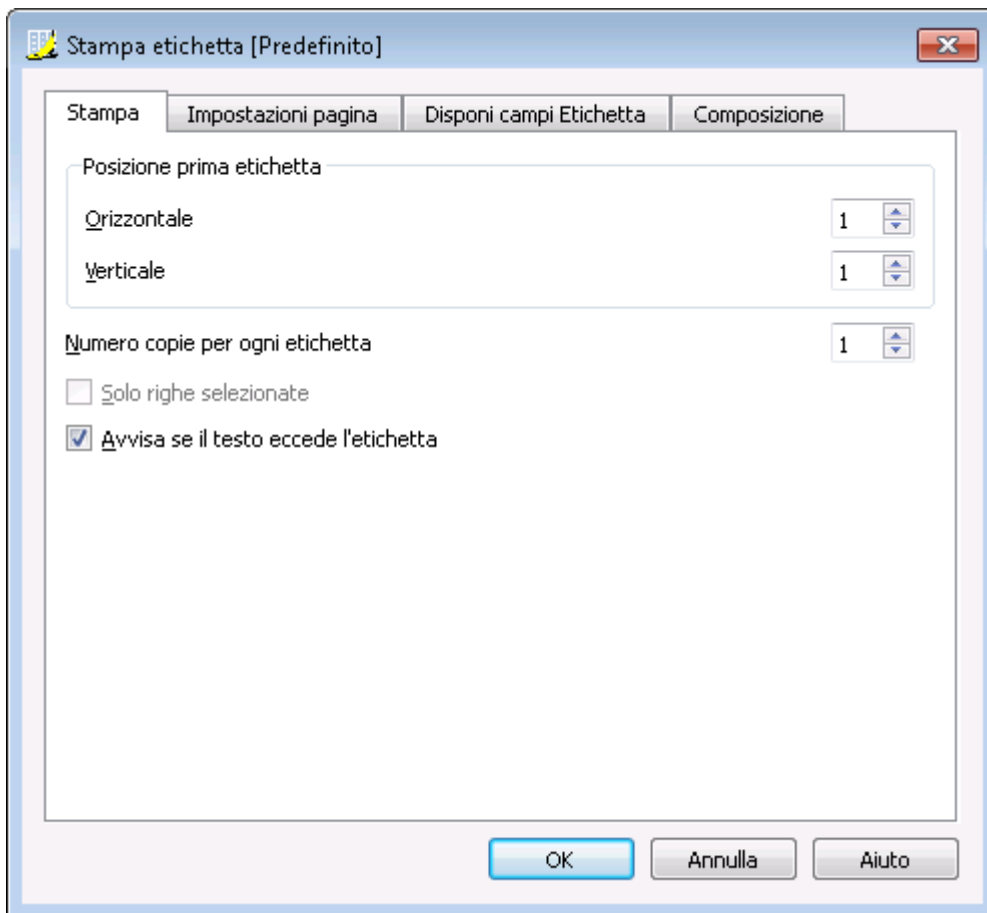 Stampa etichetta [Predefinito]
Stampa Impostazioni pagina Disponi campi Etichetta Composizione
Posizione prima etichetta
Orizzontale 1
Verticale 1
Numero copie per ogni etichetta 1
Solo righe selezionate
Avvisa se il testo eccede l'etichetta
OK Annulla Aiuto